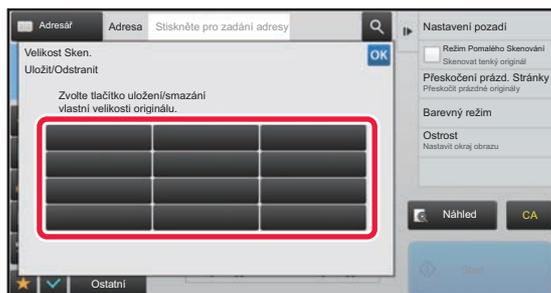 Adresář
Adresa
Stiskněte pro zadání adresy
Velikost Sken.
OK
Uložit/Odstranit
Zvolte tlačítko uložení/smazání
vlastní velikosti originálu.
Ostatní
Nastavení pozadí
Režim Pomalého Skenování
Skenovat tenký originál
Přeskočení prázd. Stránky
Přeskočit prázdné originály
Barevný režim
Ostrost
Nastavit okraj obrazu
Náhled
CA
Start